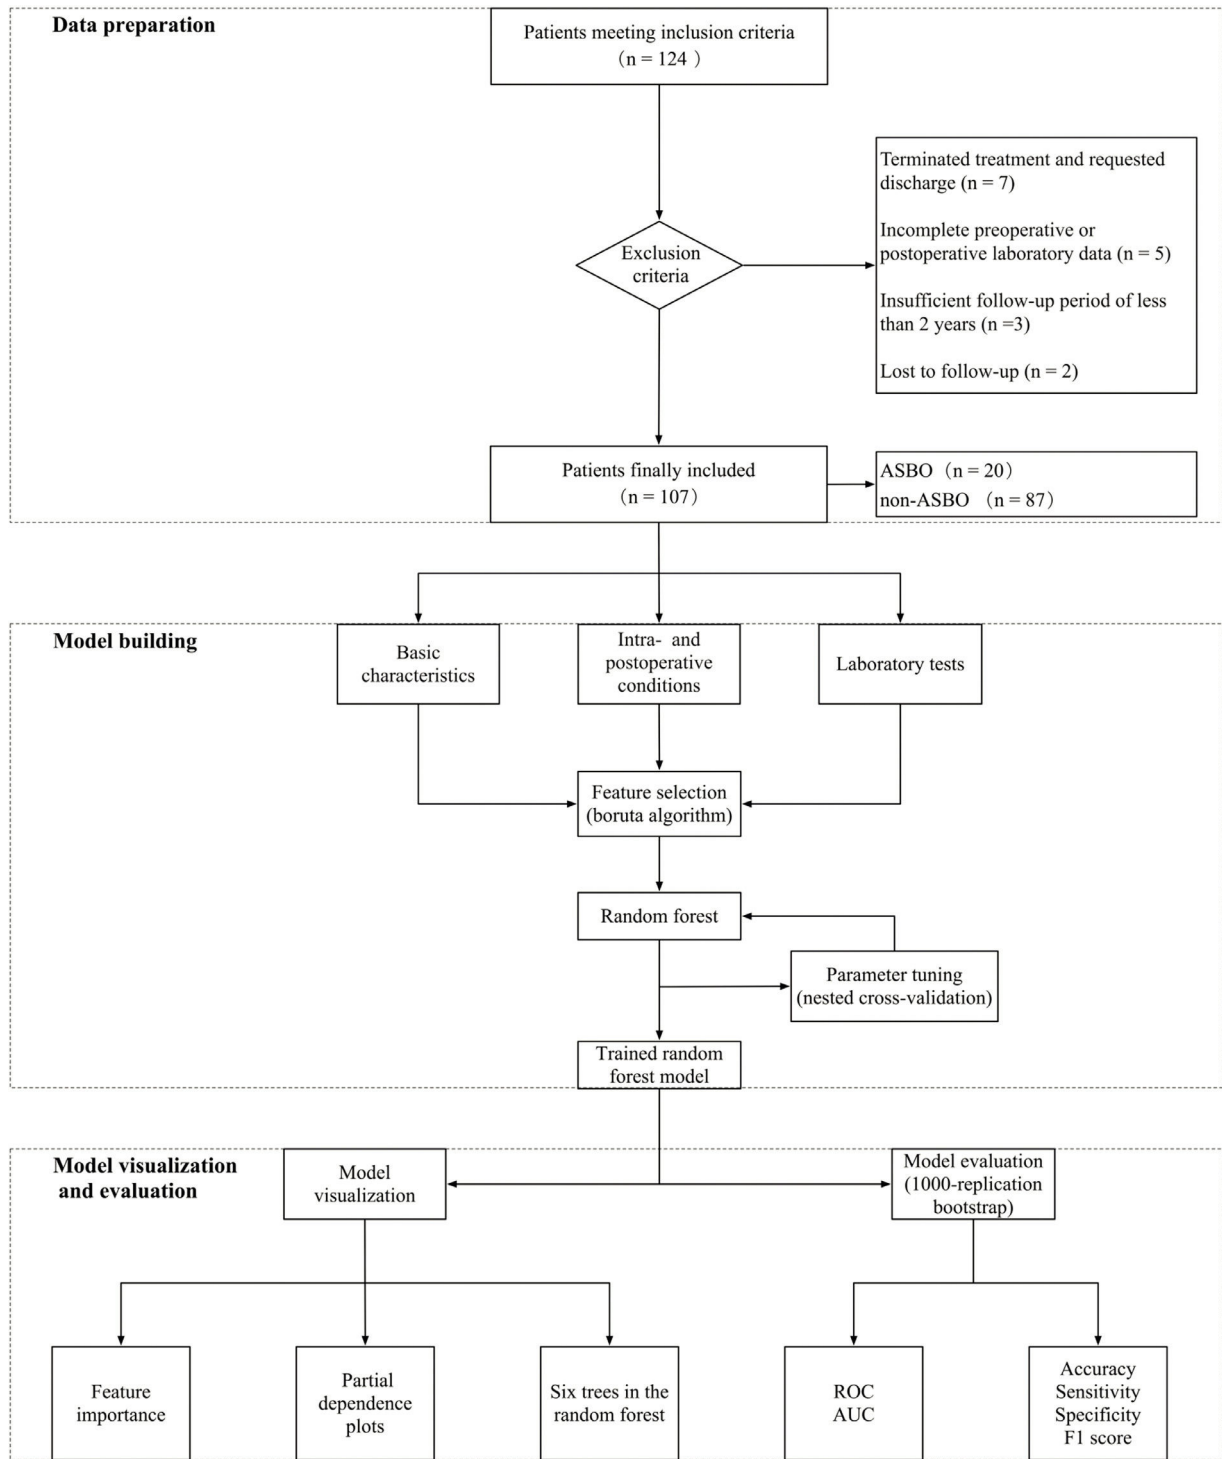 Data preparation
Patients meeting inclusion criteria
（n = 124 ）
Terminated treatment and requested
discharge (n = 7)
Incomplete preoperative or
postoperative laboratory data (n = 5)
Insufficient follow-up period of less
than 2 years (n =3)
Lost to follow-up (n = 2)
Exclusion
criteria
Patients finally included
（n = 107）
ASBO（n = 20）
non-ASBO （n = 87）
Model building
Basic
characteristics
Intra- and
postoperative
conditions
Laboratory tests
Feature selection
(boruta algorithm)
Random forest
Parameter tuning
(nested cross-validation)
Trained random
forest model
Model visualization
and evaluation
Model
visualization
Model evaluation
(1000-replication
bootstrap)
Feature
importance
Partial
dependence
plots
Six trees in the
random forest
ROC
AUC
Accuracy
Sensitivity
Specificity
F1 score